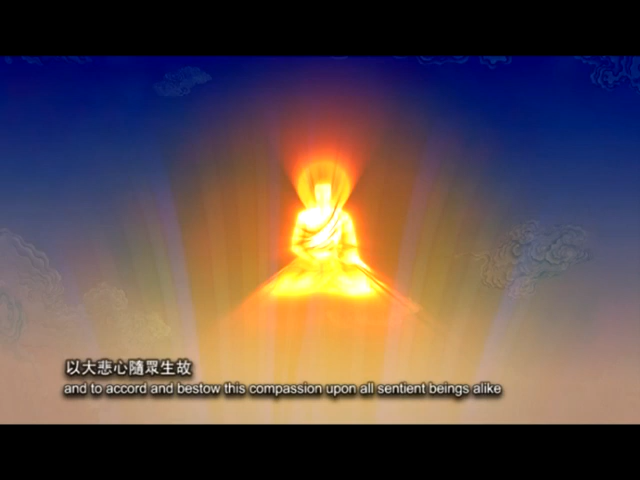 以大悲心隨眾生故
and to accord and bestow this compassion upon all sentient beings alike